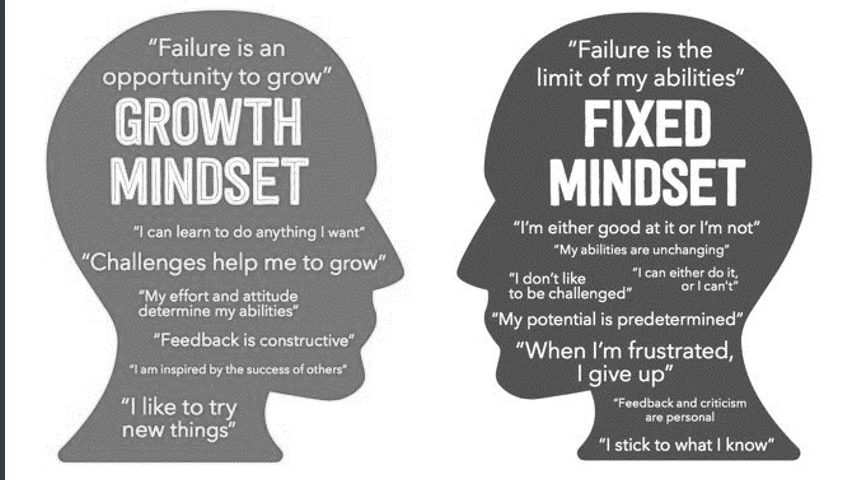 “Failure is an
opportunity to grow”
GROWTH
MINDSET
“I can learn to do anything I want”
“Challenges help me to grow”
“My effort and attitude
determine my abilities”
“Feedback is constructive”
“I am inspired by the success of others”
“I like to try
new things”
“Failure is the
limit of my abilities”
FIXED
MINDSET
“I’m either good at it or I’m not”
“My abilities are unchanging”
“I don’t like
to be challenged”
“I can either do it,
or I can’t”
“My potential is predetermined”
“When I’m frustrated,
I give up”
“Feedback and criticism
are personal
“I stick to what I know”